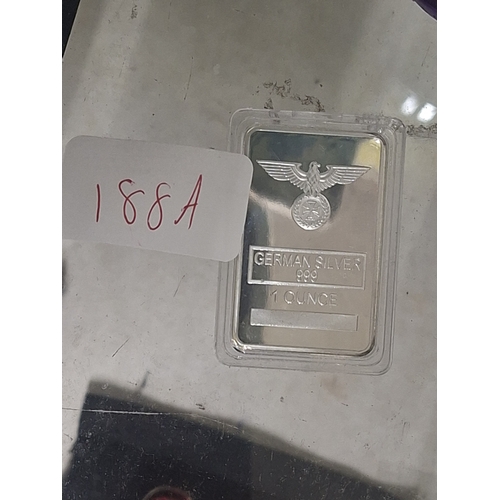 188A
GERMAN SILVER
999
1 OUNCE